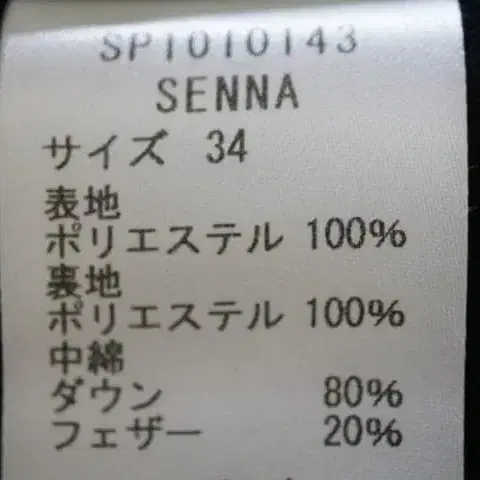 SP1010143
SENNA
サイズ 34
表地
ポリエステル 100%
裏地
ポリエステル 100%
中綿
ダウン 80%
フェザー 20%